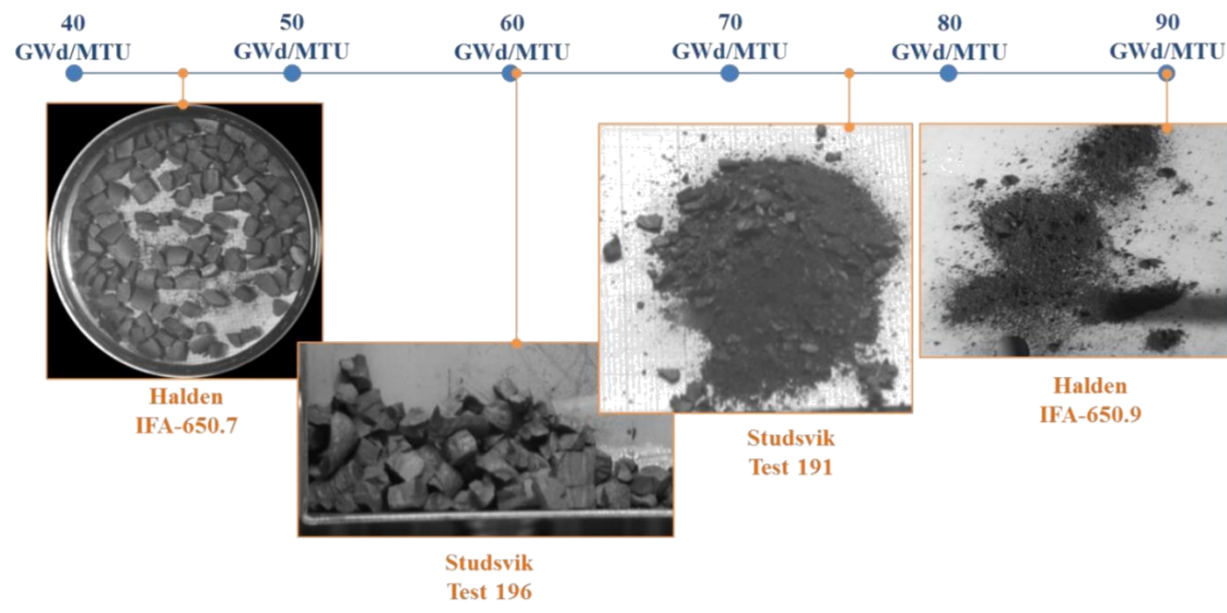 40
GWd/MTU
50
GWd/MTU
60
GWd/MTU
70
GWd/MTU
80
GWd/MTU
90
GWd/MTU
Halden
IFA-650.7
Studsvik
Test 196
Studsvik
Test 191
Halden
IFA-650.9